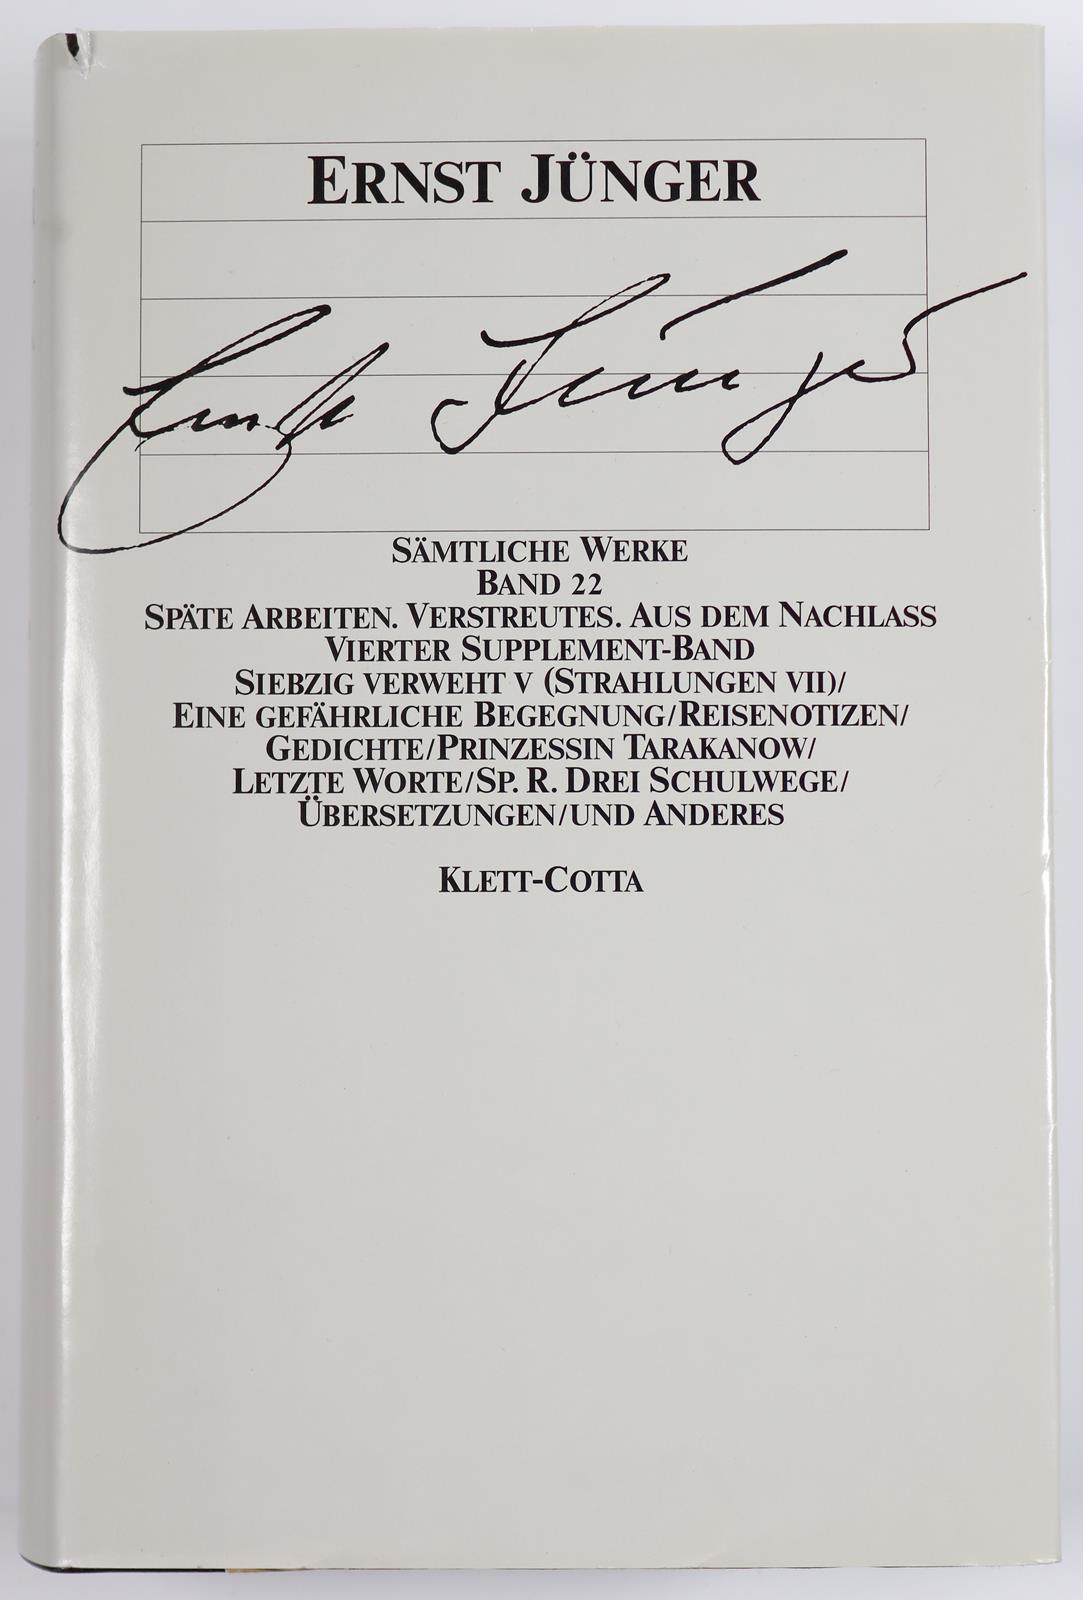 ERNST JÜNGER
Ernst Jünger
SÄMTLICHE WERKE
BAND 22
SPÄTE ARBEITEN. VERSTREUTES. AUS DEM NACHLASS
VIERTER SUPPLEMENT-BAND
SIEBZIG VERWEHT V (STRAHLUNGEN VII)/
EINE GEFÄHRLICHE BEGEGNUNG/REISENOTIZEN/
GEDICHTE/PRINZESSIN TARAKANOW/
LETZTE WORTE/SP. R. DREI SCHULWEGE/
ÜBERSETZUNGEN/UND ANDERES
KLETT-COTTA